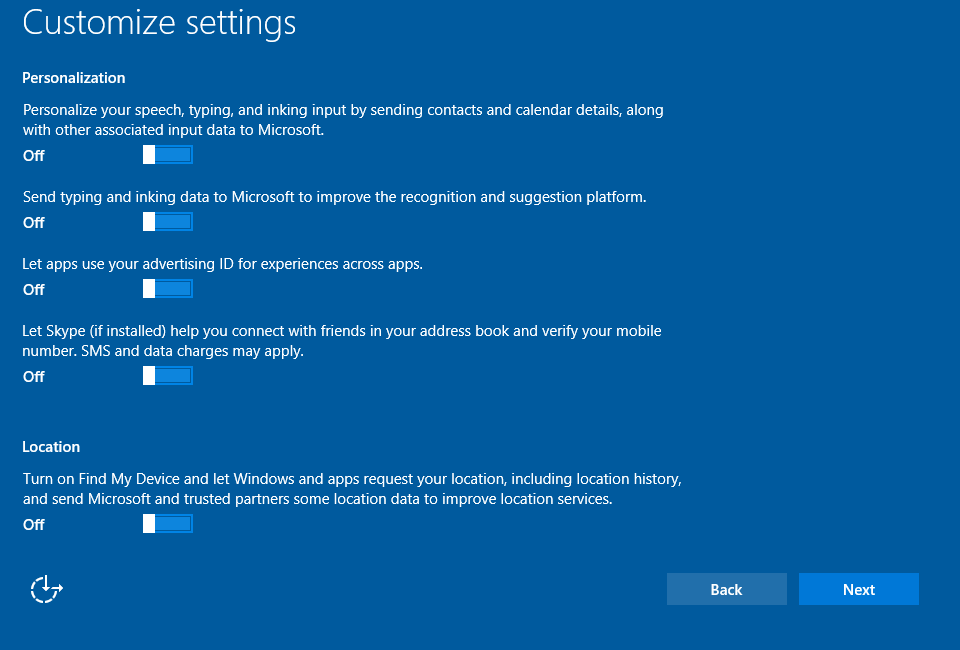 Customize settings
Personalization
Personalize your speech, typing, and inking input by sending contacts and calendar details, along
with other associated input data to Microsoft.
Off
Send typing and inking data to Microsoft to improve the recognition and suggestion platform.
Off
Let apps use your advertising ID for experiences across apps.
Off
Let Skype (if installed) help you connect with friends in your address book and verify your mobile
number. SMS and data charges may apply.
Off
Location
Turn on Find My Device and let Windows and apps request your location, including location history,
and send Microsoft and trusted partners some location data to improve location services.
Off
Back Next